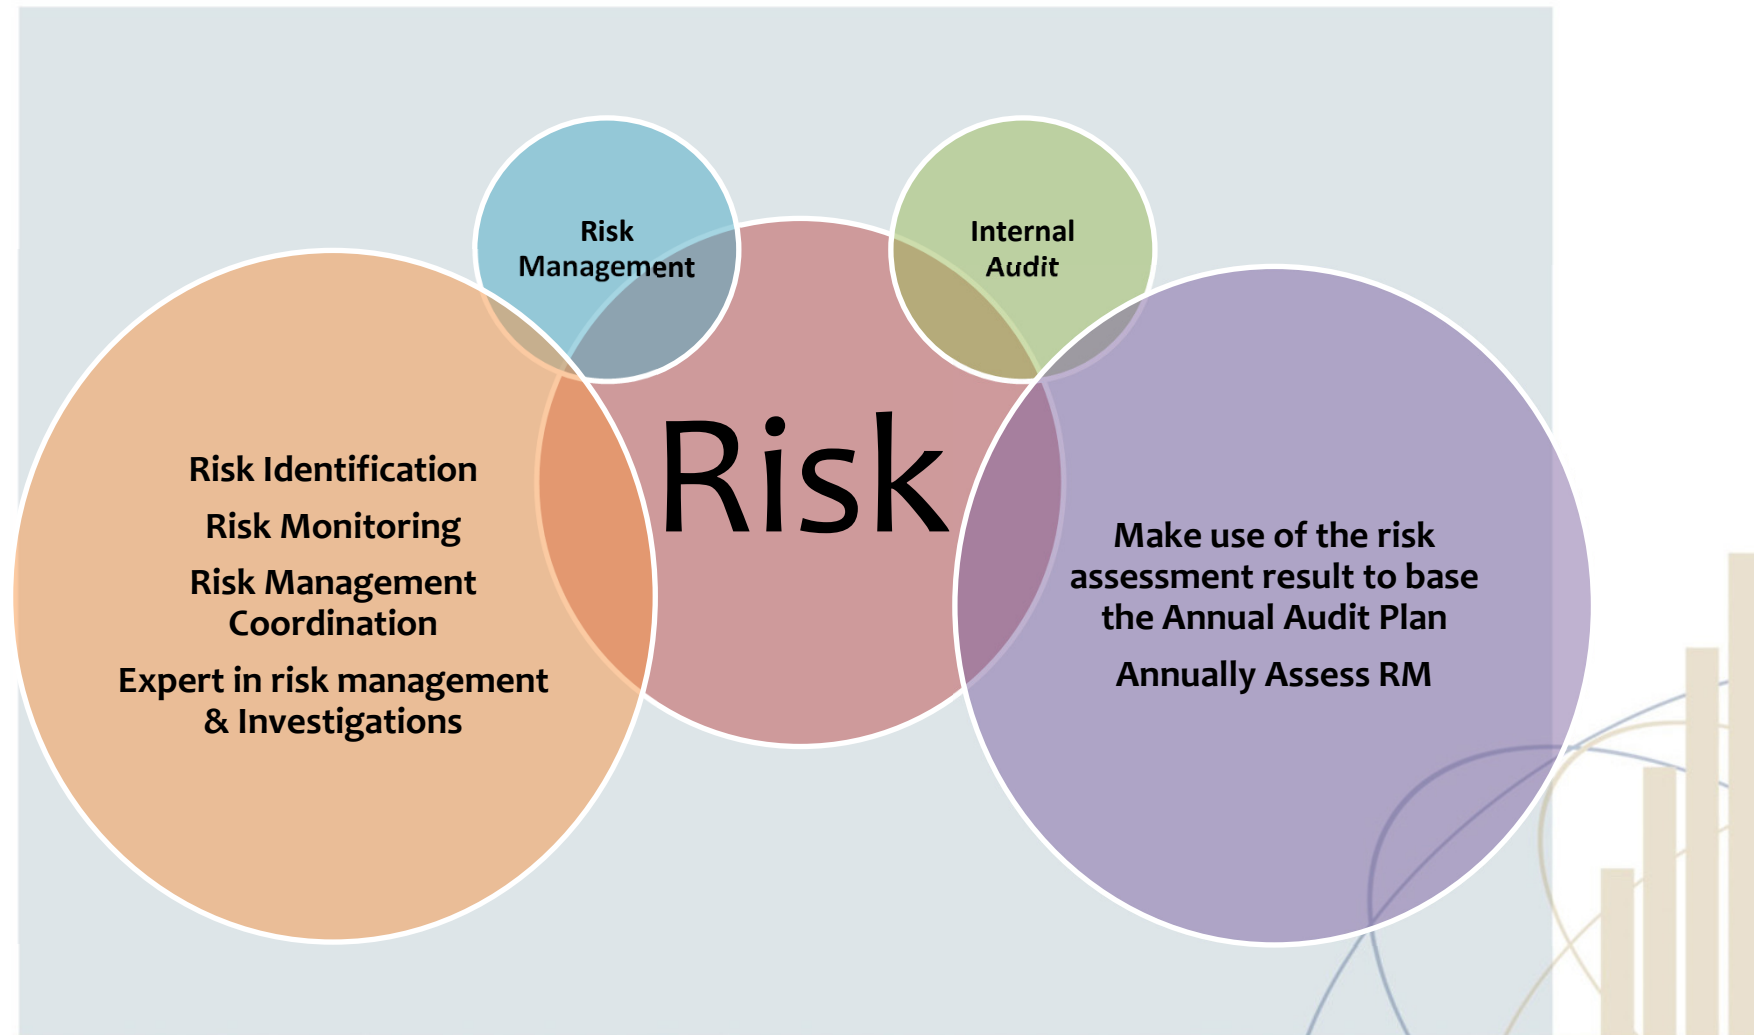 Risk
Management
Internal
Audit
Risk
Risk Identification
Risk Monitoring
Risk Management
Coordination
Expert in risk management
& Investigations
Make use of the risk
assessment result to base
the Annual Audit Plan
Annually Assess RM